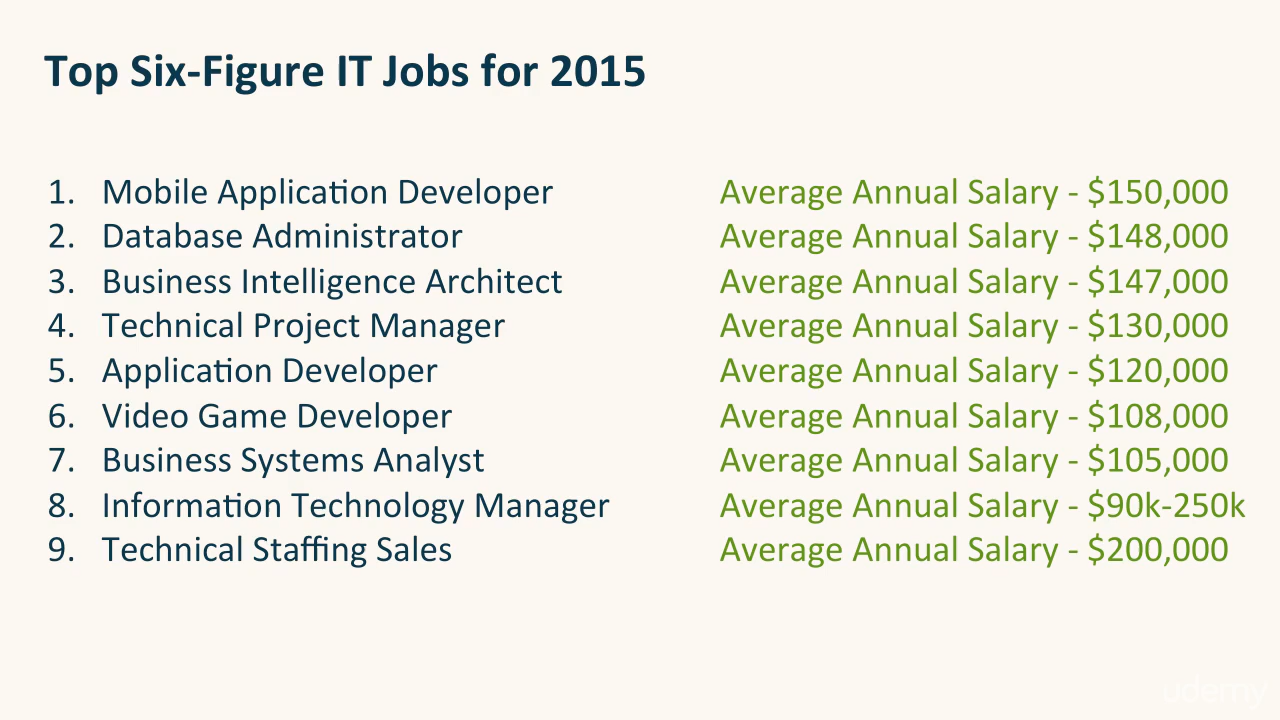 Top Six-Figure IT Jobs for 2015
1. Mobile Application Developer Average Annual Salary - $150,000
2. Database Administrator Average Annual Salary - $148,000
3. Business Intelligence Architect Average Annual Salary - $147,000
4. Technical Project Manager Average Annual Salary - $130,000
5. Application Developer Average Annual Salary - $120,000
6. Video Game Developer Average Annual Salary - $108,000
7. Business Systems Analyst Average Annual Salary - $105,000
8. Information Technology Manager Average Annual Salary - $90k-250k
9. Technical Staffing Sales Average Annual Salary - $200,000
udemy